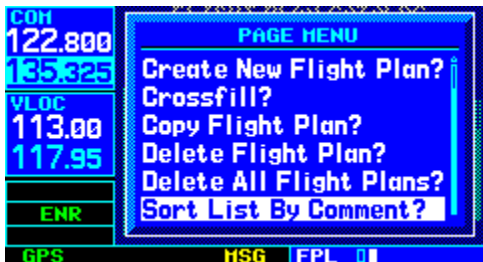 COM
122.800
135.325
VLOC
113.00
117.95
ENR
GPS
PAGE MENU
Create New Flight Plan?
Crossfill?
Copy Flight Plan?
Delete Flight Plan?
Delete All Flight Plans?
Sort List By Comment?
MSG
FPL